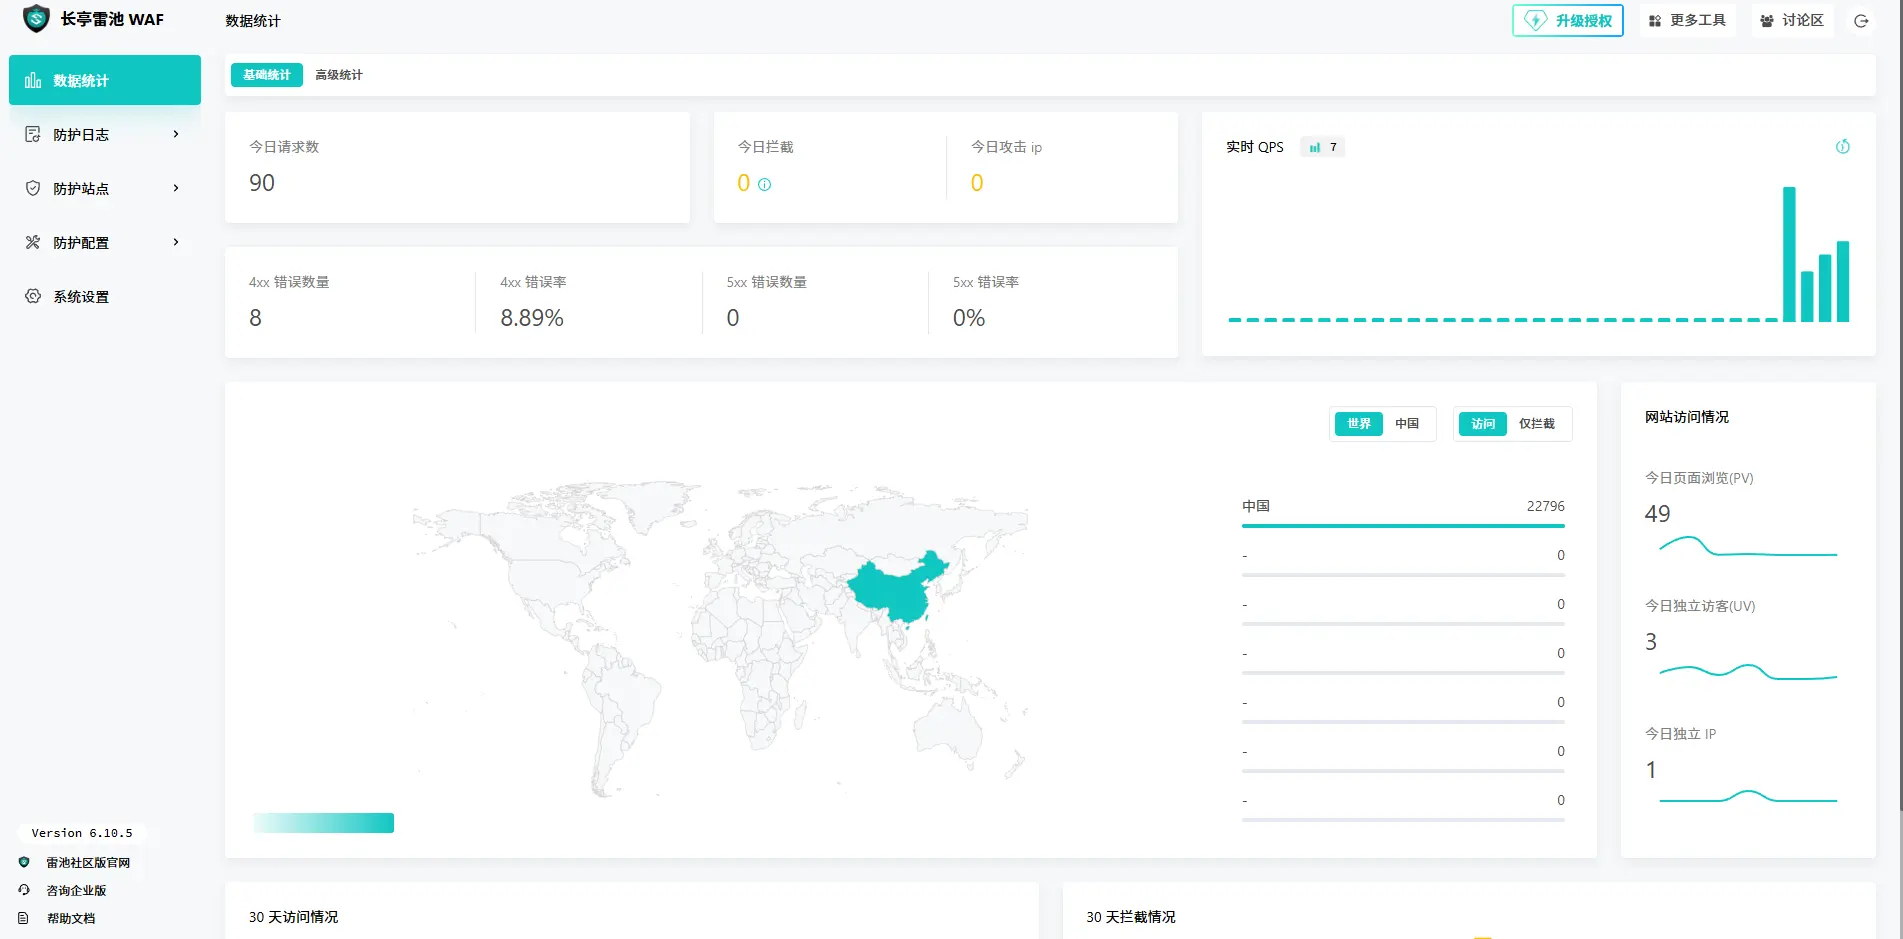 长亭雷池 WAF
数据统计
升级授权
更多工具
讨论区
数据统计
防护日志
防护站点
防护配置
系统设置
基础统计
高级统计
今日请求数
90
今日拦截
0
今日攻击 ip
0
实时 QPS
7
4xx 错误数量
8
4xx 错误率
8.89%
5xx 错误数量
0
5xx 错误率
0%
世界
中国
访问
仅拦截
中国 22796
- 0
- 0
- 0
- 0
- 0
- 0
网站访问情况
今日页面浏览(PV)
49
今日独立访客(UV)
3
今日独立 IP
1
Version 6.10.5
雷池社区版官网
咨询企业版
帮助文档
30 天访问情况
30 天拦截情况